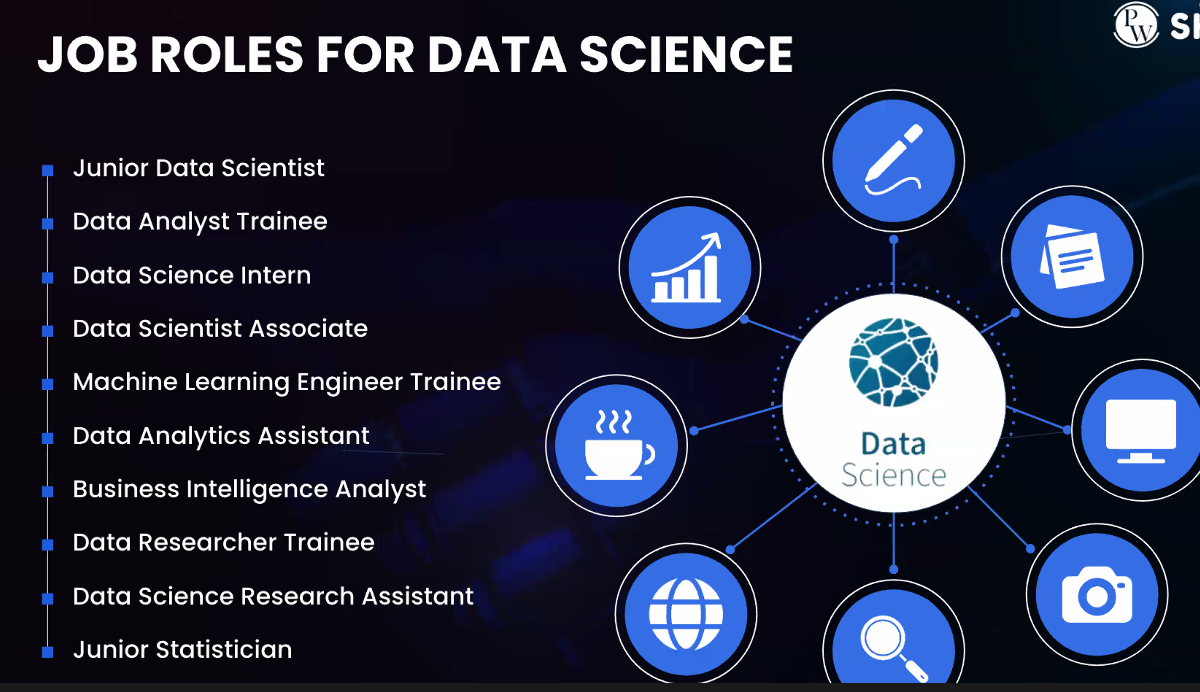 JOB ROLES FOR DATA SCIENCE
PW
Junior Data Scientist
Data Analyst Trainee
Data Science Intern
Data Scientist Associate
Machine Learning Engineer Trainee
Data Analytics Assistant
Business Intelligence Analyst
Data Researcher Trainee
Data Science Research Assistant
Junior Statistician
Data
Science